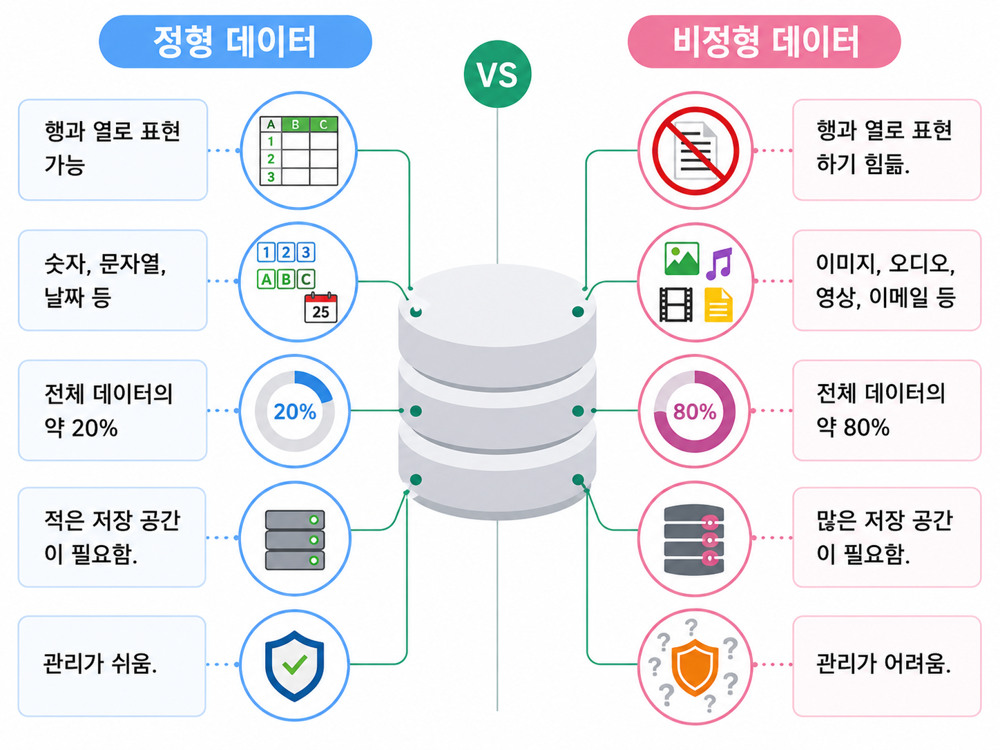 정형 데이터
VS
비정형 데이터
행과 열로 표현
가능
A B C
1
2
3
행과 열로 표현
하기 힘듦.
숫자, 문자열,
날짜 등
1 2 3
A B C
25
이미지, 오디오,
영상, 이메일 등
전체 데이터의
약 20%
20%
80%
전체 데이터의
약 80%
적은 저장 공간
이 필요함.
많은 저장 공간
이 필요함.
관리가 쉬움.
? ? ? ? ? ? ?
관리가 어려움.